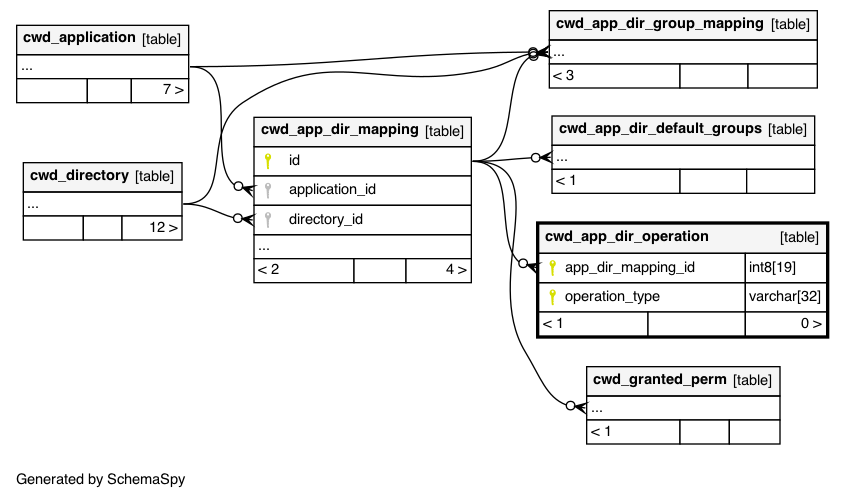 cwd_application [table]
...
7 >
cwd_directory [table]
...
12 >
cwd_app_dir_mapping [table]
id
application_id
directory_id
...
< 2 4 >
cwd_app_dir_group_mapping [table]
...
< 3
cwd_app_dir_default_groups [table]
...
< 1
cwd_app_dir_operation [table]
app_dir_mapping_id int8[19]
operation_type varchar[32]
< 1 0 >
cwd_granted_perm [table]
...
< 1
Generated by SchemaSpy